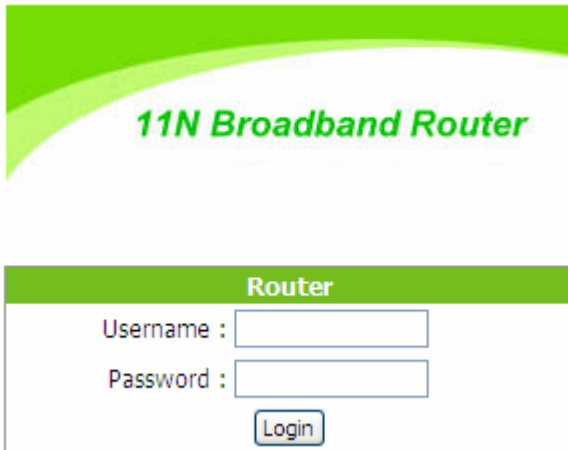 11N Broadband Router
Router
Username :
Password :
Login